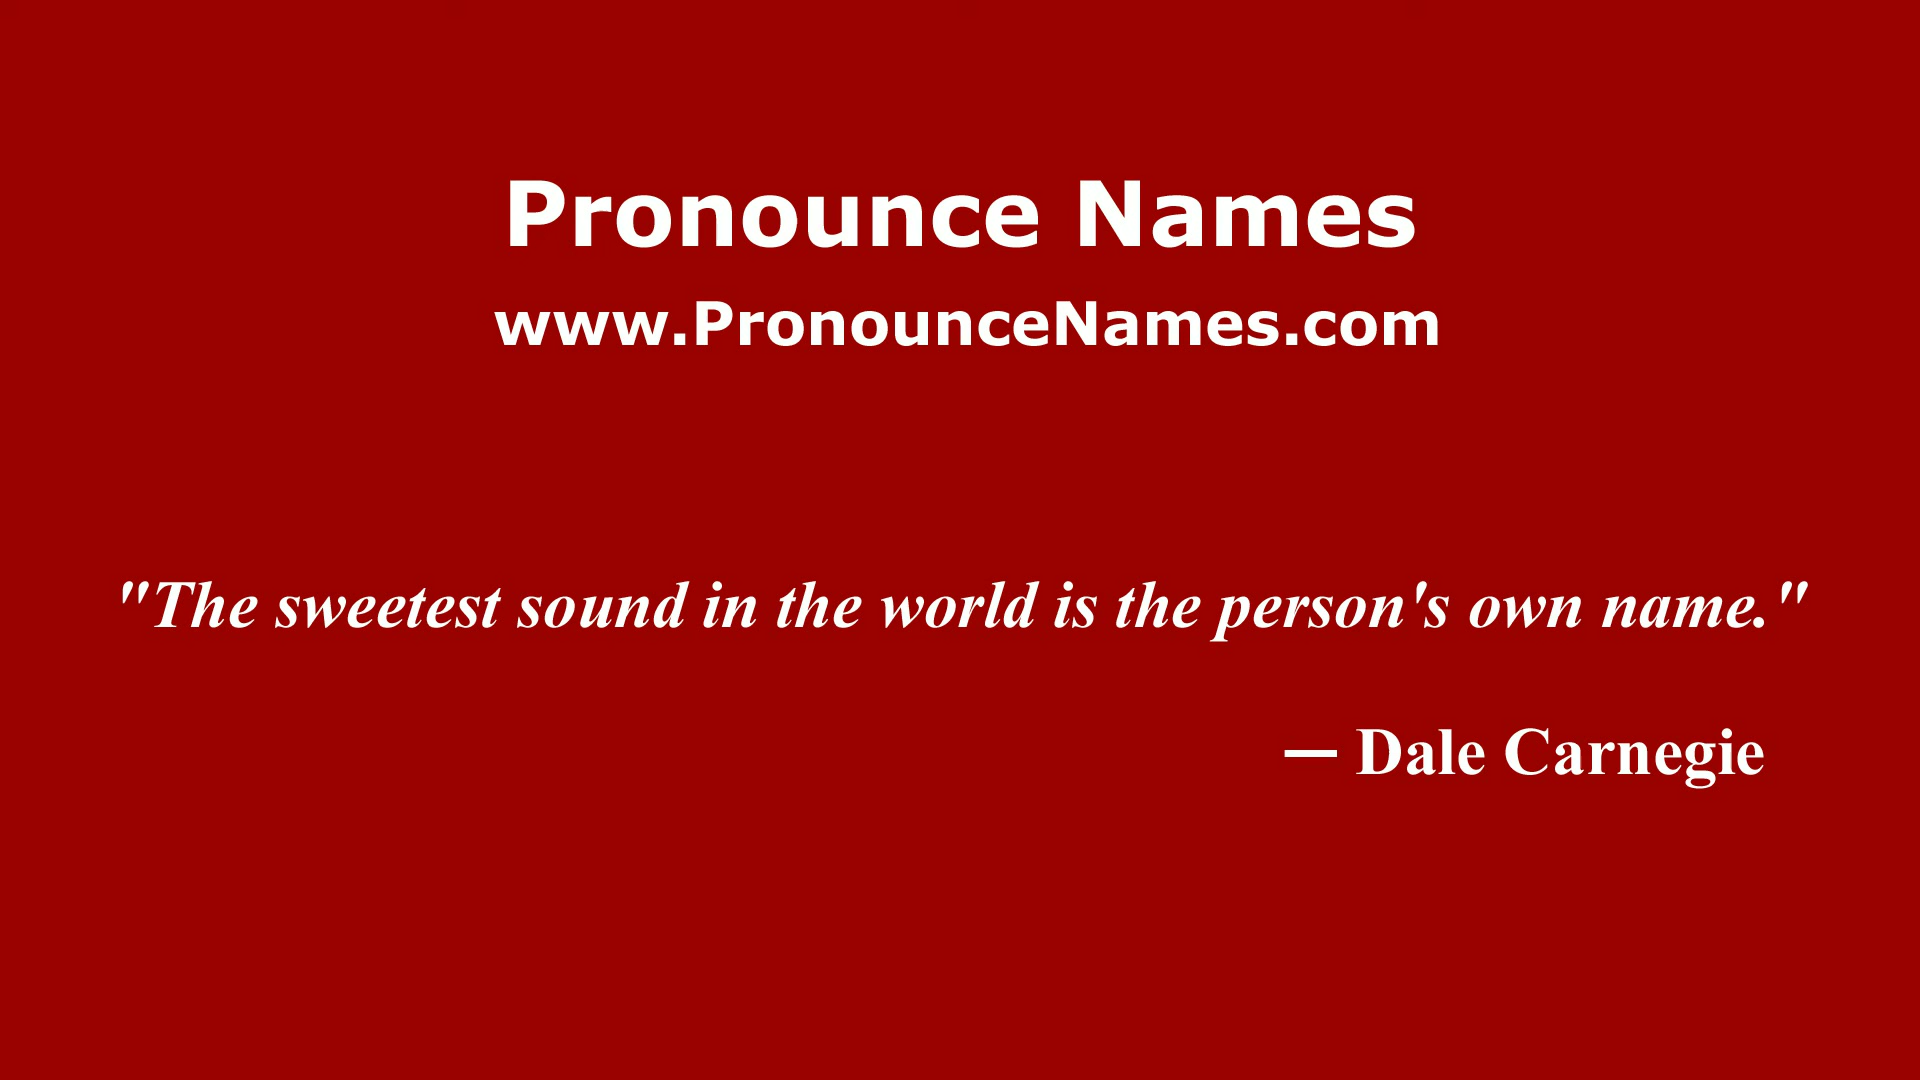 Pronounce Names
www.PronounceNames.com
"The sweetest sound in the world is the person's own name."
— Dale Carnegie